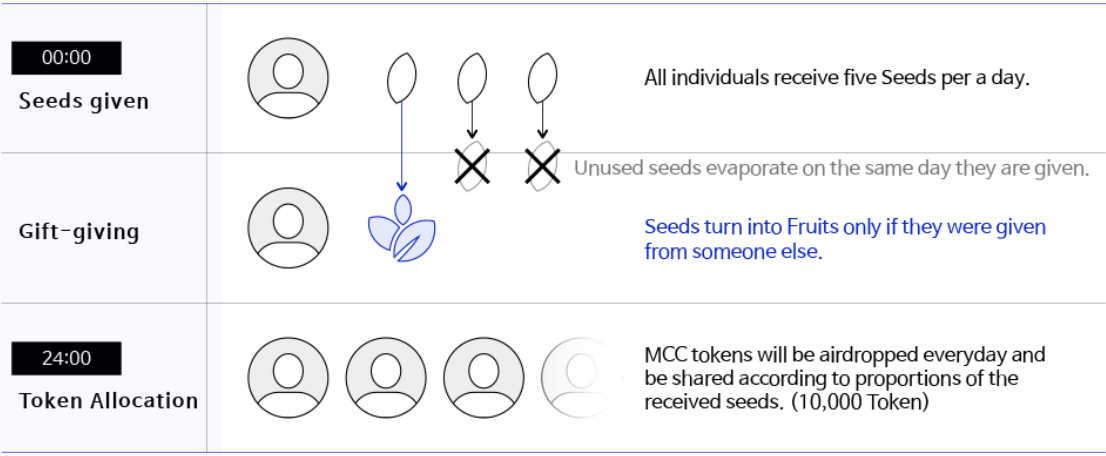 00:00
Seeds given
All individuals receive five Seeds per a day.
Unused seeds evaporate on the same day they are given.
Gift-giving
Seeds turn into Fruits only if they were given
from someone else.
24:00
Token Allocation
MCC tokens will be airdropped everyday and
be shared according to proportions of the
received seeds. (10,000 Token)